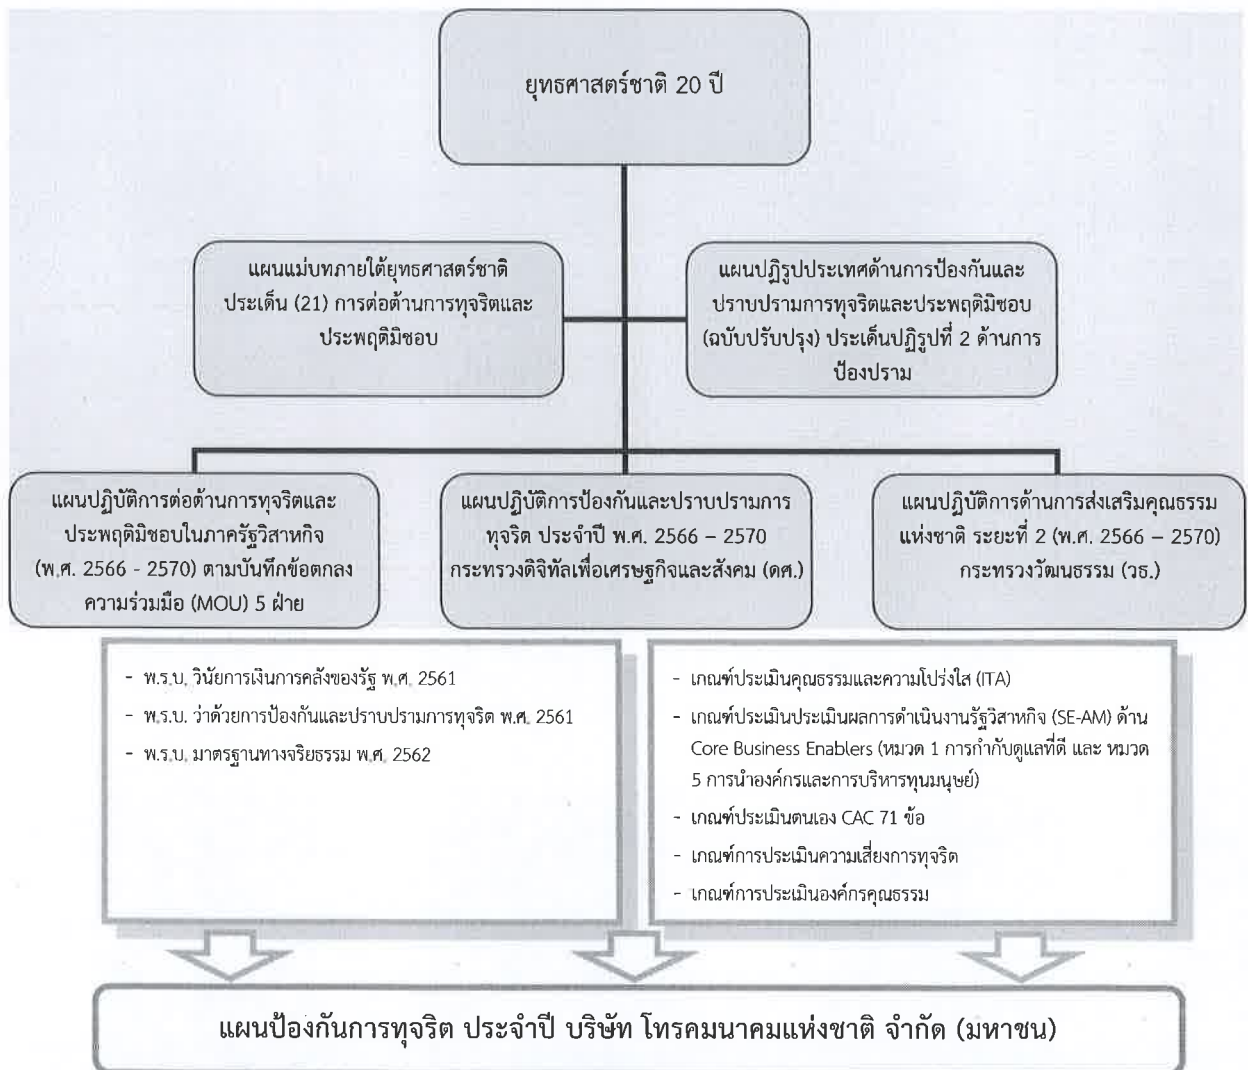 ยุทธศาสตร์ชาติ 20 ปี
แผนแม่บทภายใต้ยุทธศาสตร์ชาติ
ประเด็น (21) การต่อต้านการทุจริตและ
ประพฤติมิชอบ
แผนปฏิรูปประเทศด้านการป้องกันและ
ปราบปรามการทุจริตและประพฤติมิชอบ
(ฉบับปรับปรุง) ประเด็นปฏิรูปที่ 2 ด้านการ
ป้องปราม
แผนปฏิบัติการต่อต้านการทุจริตและ
ประพฤติมิชอบในภาครัฐวิสาหกิจ
(พ.ศ. 2566 - 2570) ตามบันทึกข้อตกลง
ความร่วมมือ (MOU) 5 ฝ่าย
แผนปฏิบัติการป้องกันและปราบปรามการ
ทุจริต ประจำปี พ.ศ. 2566 – 2570
กระทรวงดิจิทัลเพื่อเศรษฐกิจและสังคม (ดศ.)
แผนปฏิบัติการด้านการส่งเสริมคุณธรรม
แห่งชาติ ระยะที่ 2 (พ.ศ. 2566 – 2570)
กระทรวงวัฒนธรรม (วธ.)
- พ.ร.บ. วินัยการเงินการคลังของรัฐ พ.ศ. 2561
- พ.ร.บ. ว่าด้วยการป้องกันและปราบปรามการทุจริต พ.ศ. 2561
- พ.ร.บ. มาตรฐานทางจริยธรรม พ.ศ. 2562
- เกณฑ์ประเมินคุณธรรมและความโปร่งใส (ITA)
- เกณฑ์ประเมินประเมินผลการดำเนินงานรัฐวิสาหกิจ (SE-AM) ด้าน
Core Business Enablers (หมวด 1 การกำกับดูแลที่ดี และ หมวด
5 การนำองค์กรและการบริหารทุนมนุษย์)
- เกณฑ์ประเมินตนเอง CAC 71 ข้อ
- เกณฑ์การประเมินความเสี่ยงการทุจริต
- เกณฑ์การประเมินองค์กรคุณธรรม
แผนป้องกันการทุจริต ประจำปี บริษัท โทรคมนาคมแห่งชาติ จำกัด (มหาชน)